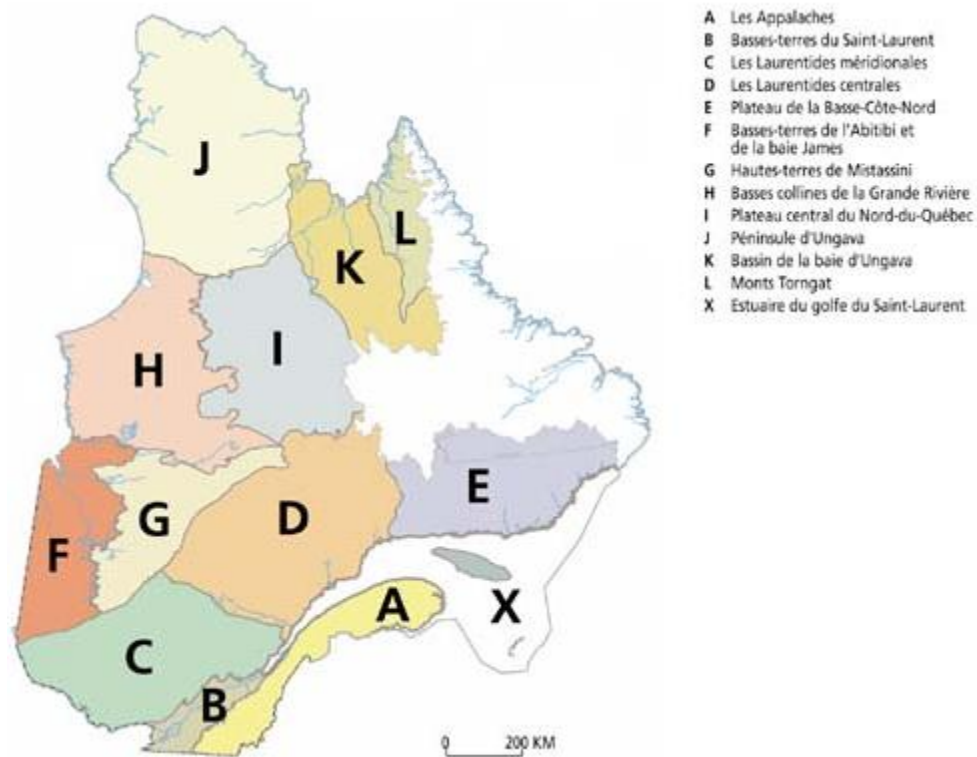 A Les Appalaches
B Basses-terres du Saint-Laurent
C Les Laurentides méridionales
D Les Laurentides centrales
E Plateau de la Basse-Côte-Nord
F Basses-terres de l'Abitibi et
de la baie James
G Hautes-terres de Mistassini
H Basses collines de la Grande Rivière
I Plateau central du Nord-du-Québec
J Péninsule d'Ungava
K Bassin de la baie d'Ungava
L Monts Torngat
X Estuaire du golfe du Saint-Laurent
J
L
K
I
H
E
G
D
F
A
X
C
B
0 200 KM